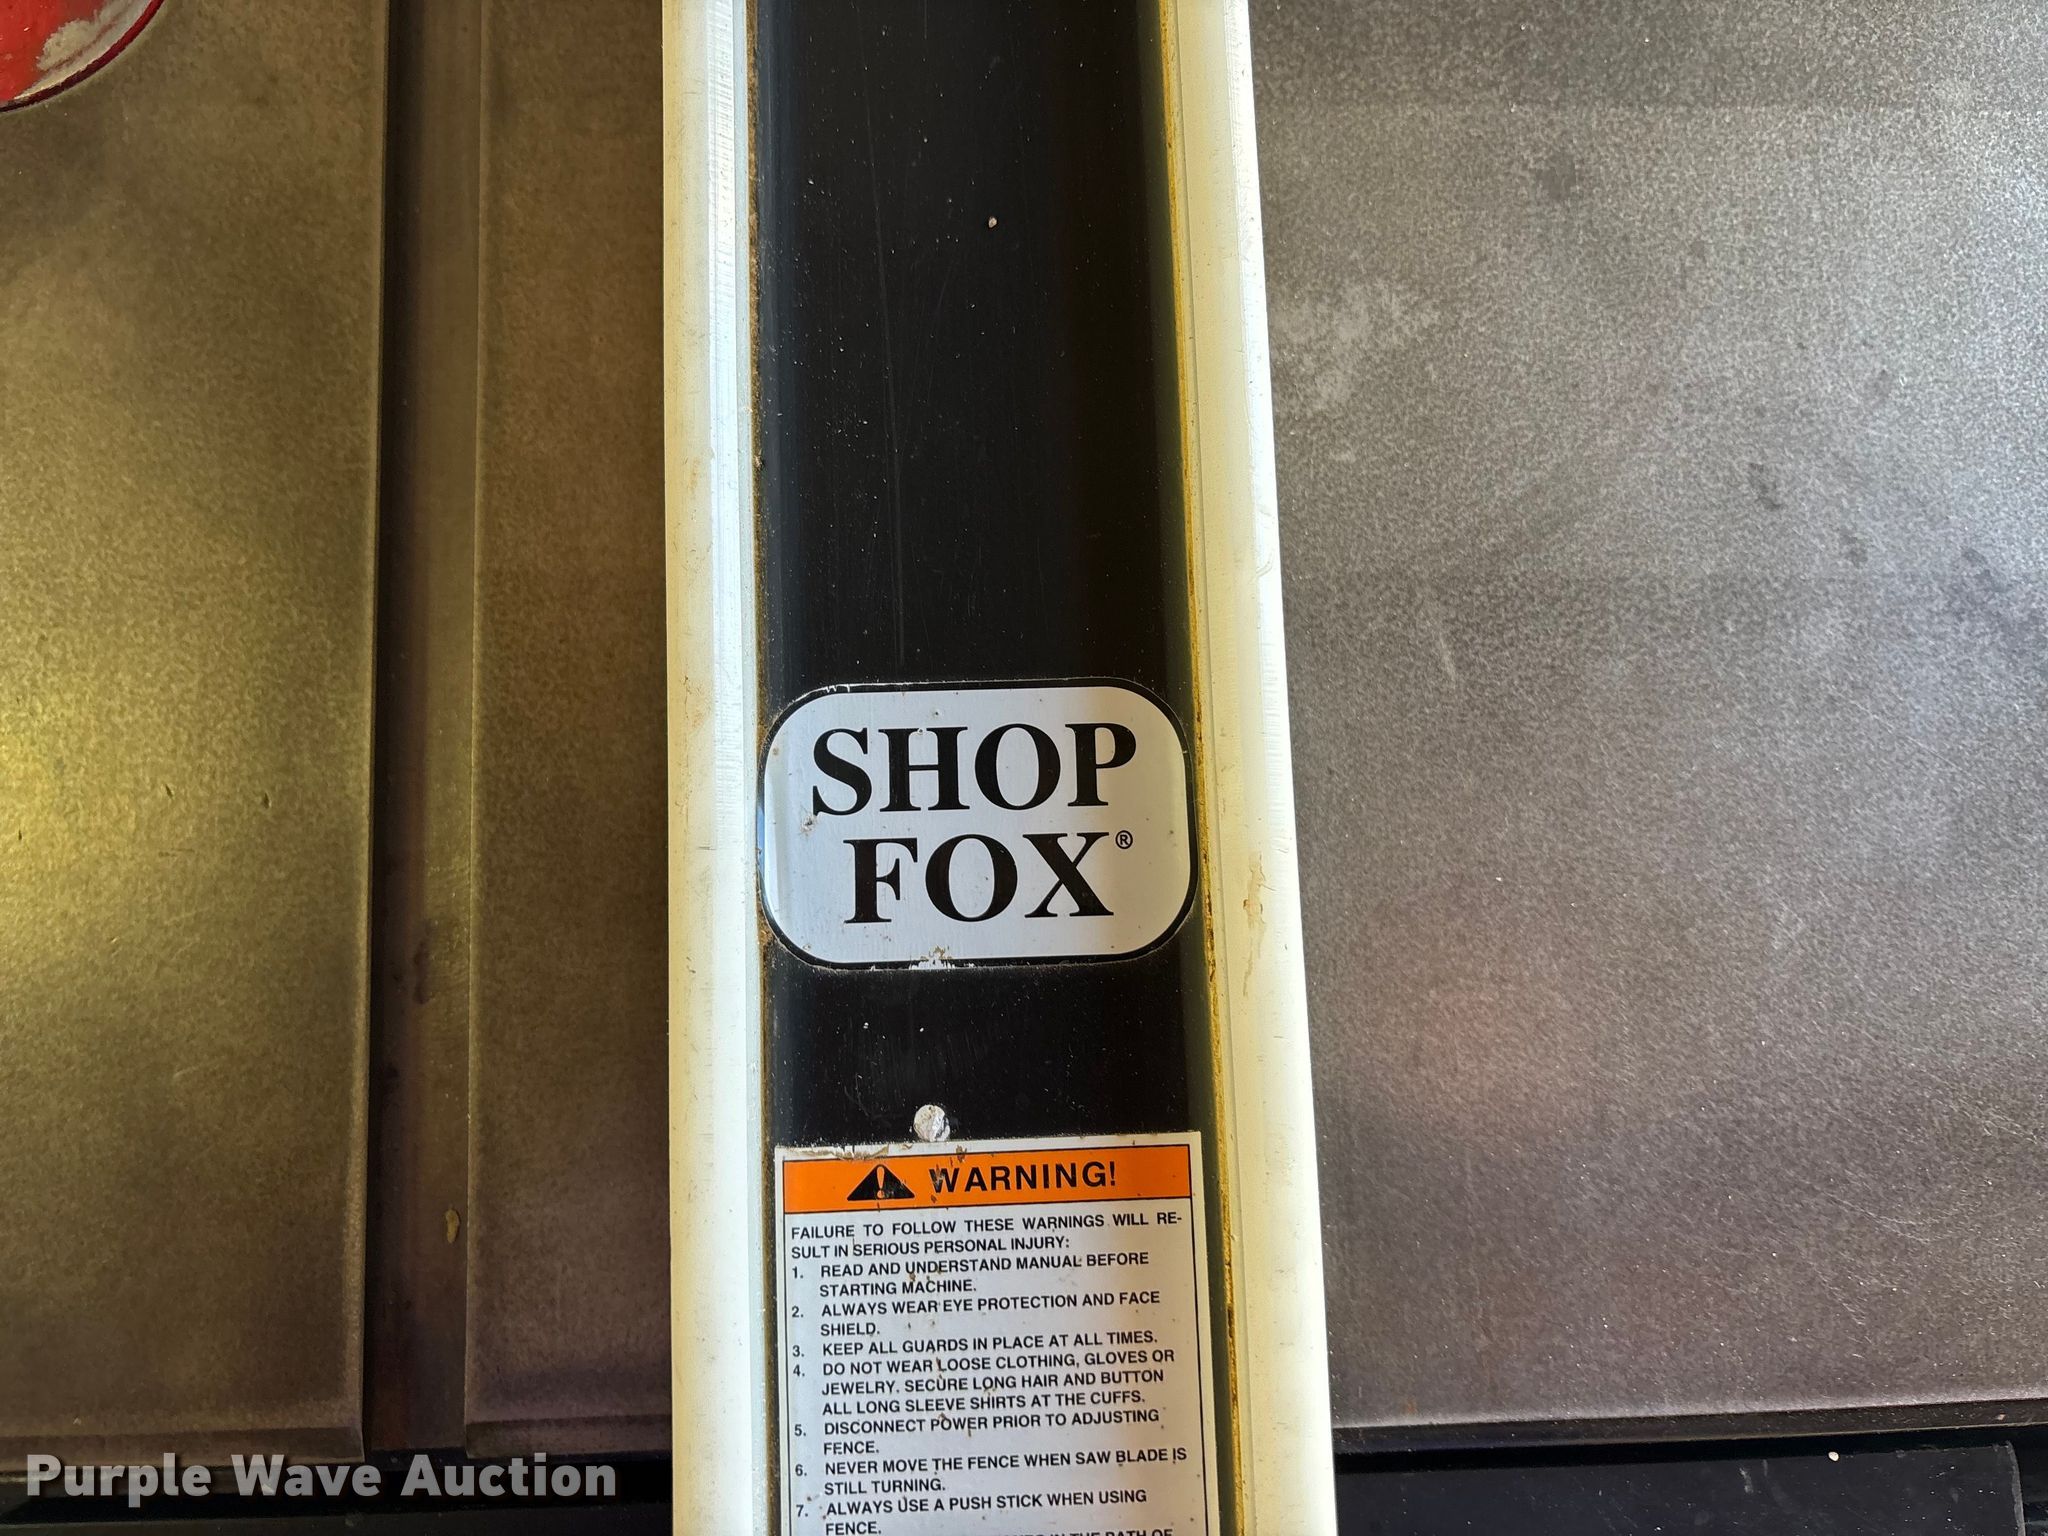 SHOP
FOX®
WARNING!
FAILURE TO FOLLOW THESE WARNINGS WILL RE-
SULT IN SERIOUS PERSONAL INJURY:
1. READ AND UNDERSTAND MANUAL BEFORE
STARTING MACHINE.
2. ALWAYS WEAR EYE PROTECTION AND FACE
SHIELD.
3. KEEP ALL GUARDS IN PLACE AT ALL TIMES.
4. DO NOT WEAR LOOSE CLOTHING, GLOVES OR
JEWELRY. SECURE LONG HAIR AND BUTTON
ALL LONG SLEEVE SHIRTS AT THE CUFFS.
5. DISCONNECT POWER PRIOR TO ADJUSTING
FENCE.
6. NEVER MOVE THE FENCE WHEN SAW BLADE IS
STILL TURNING.
7. ALWAYS USE A PUSH STICK WHEN USING
FENCE.
IN THE PATH OF
Purple Wave Auction